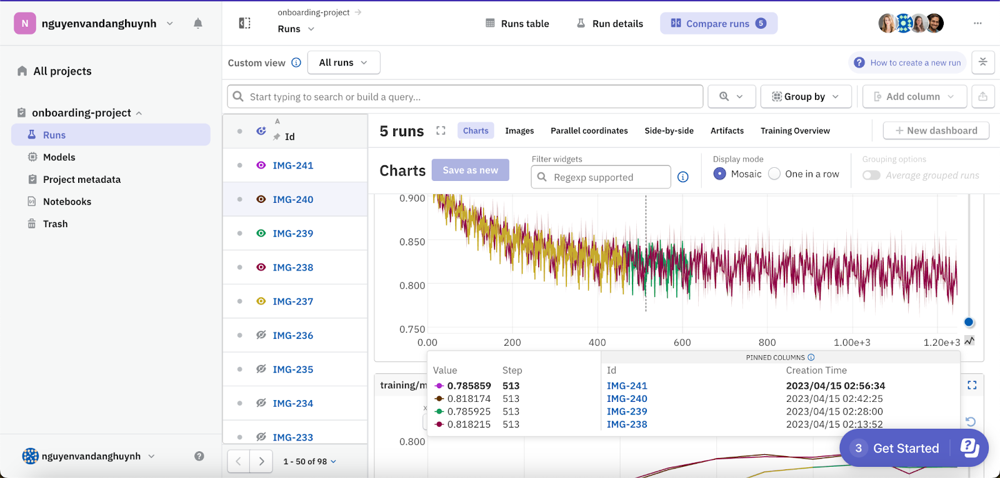 N nguyenvandanghuynh
All projects
onboarding-project
Runs
Models
Project metadata
Notebooks
Trash
nguyenvandanghuynh ?
onboarding-project →
Runs
Runs table
Run details
Compare runs 5
...
Custom view i All runs
? How to create a new run
Start typing to search or build a query...
Group by
Add column
A
Id
IMG-241
IMG-240
IMG-239
IMG-238
IMG-237
IMG-236
IMG-235
IMG-234
IMG-233
1 - 50 of 98
5 runs
Charts
Images
Parallel coordinates
Side-by-side
Artifacts
Training Overview
+ New dashboard
Charts
Save as new
Filter widgets
Regexp supported
i
Display mode
Mosaic One in a row
Grouping options
Average grouped runs
0.900
0.850
0.800
0.750
0.00 200 400 600 800 1.00e+3 1.20e+3
PINNED COLUMNS i
Value Step Id Creation Time
0.785859 513 IMG-241 2023/04/15 02:56:34
0.818174 513 IMG-240 2023/04/15 02:42:25
0.785925 513 IMG-239 2023/04/15 02:28:00
0.818215 513 IMG-238 2023/04/15 02:13:52
training/m
x
0.800
3 Get Started ?